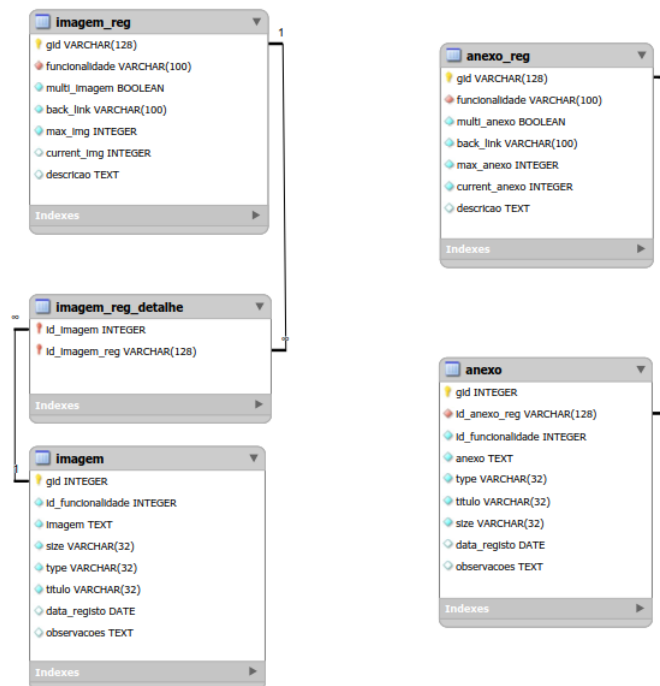 imagem_reg
gid VARCHAR(128)
funcionalidade VARCHAR(100)
multi_imagem BOOLEAN
back_link VARCHAR(100)
max_img INTEGER
current_img INTEGER
descricao TEXT
Indexes
1
∞
imagem_reg_detalhe
id_imagem INTEGER
id_imagem_reg VARCHAR(128)
Indexes
∞
1
imagem
gid INTEGER
id_funcionalidade INTEGER
imagem TEXT
size VARCHAR(32)
type VARCHAR(32)
titulo VARCHAR(32)
data_registo DATE
observacoes TEXT
Indexes
anexo_reg
gid VARCHAR(128)
funcionalidade VARCHAR(100)
multi_anexo BOOLEAN
back_link VARCHAR(100)
max_anexo INTEGER
current_anexo INTEGER
descricao TEXT
Indexes
anexo
gid INTEGER
id_anexo_reg VARCHAR(128)
id_funcionalidade INTEGER
anexo TEXT
type VARCHAR(32)
titulo VARCHAR(32)
size VARCHAR(32)
data_registo DATE
observacoes TEXT
Indexes